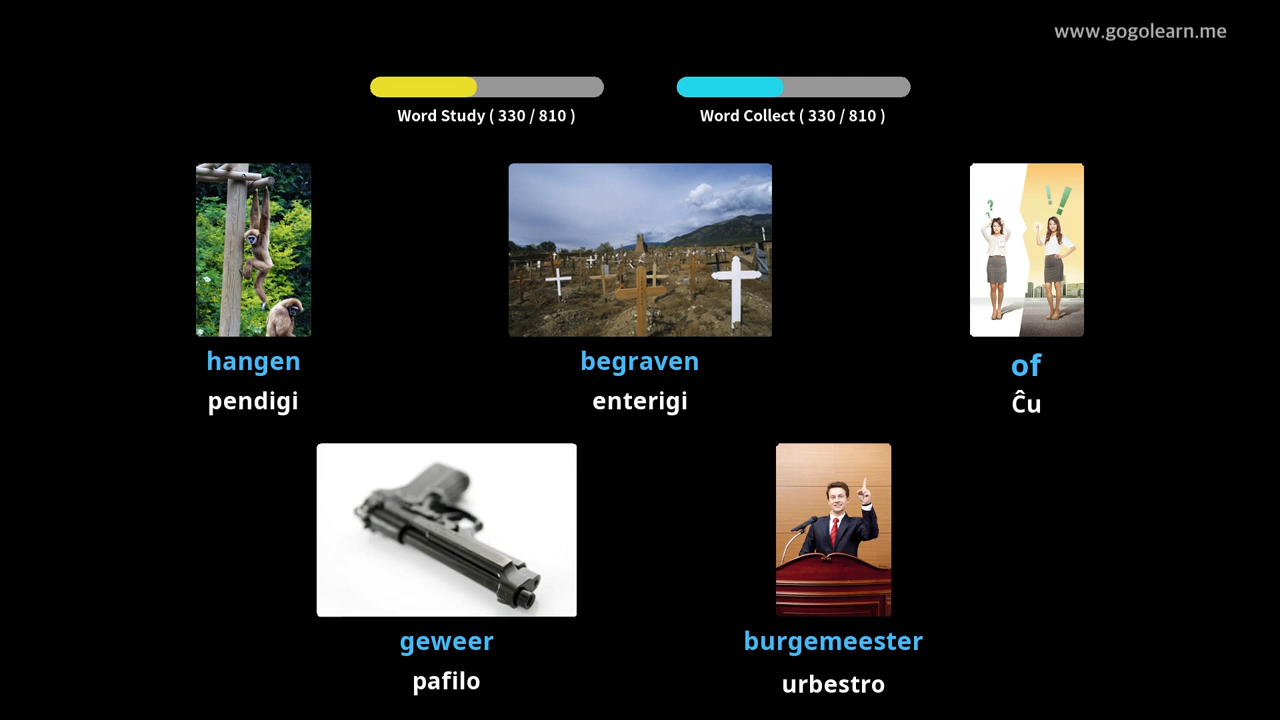 www.gogolearn.me
Word Study ( 330 / 810 )
Word Collect ( 330 / 810 )
hangen
pendigi
begraven
enterigi
of
Ĉu
geweer
pafilo
burgemeester
urbestro